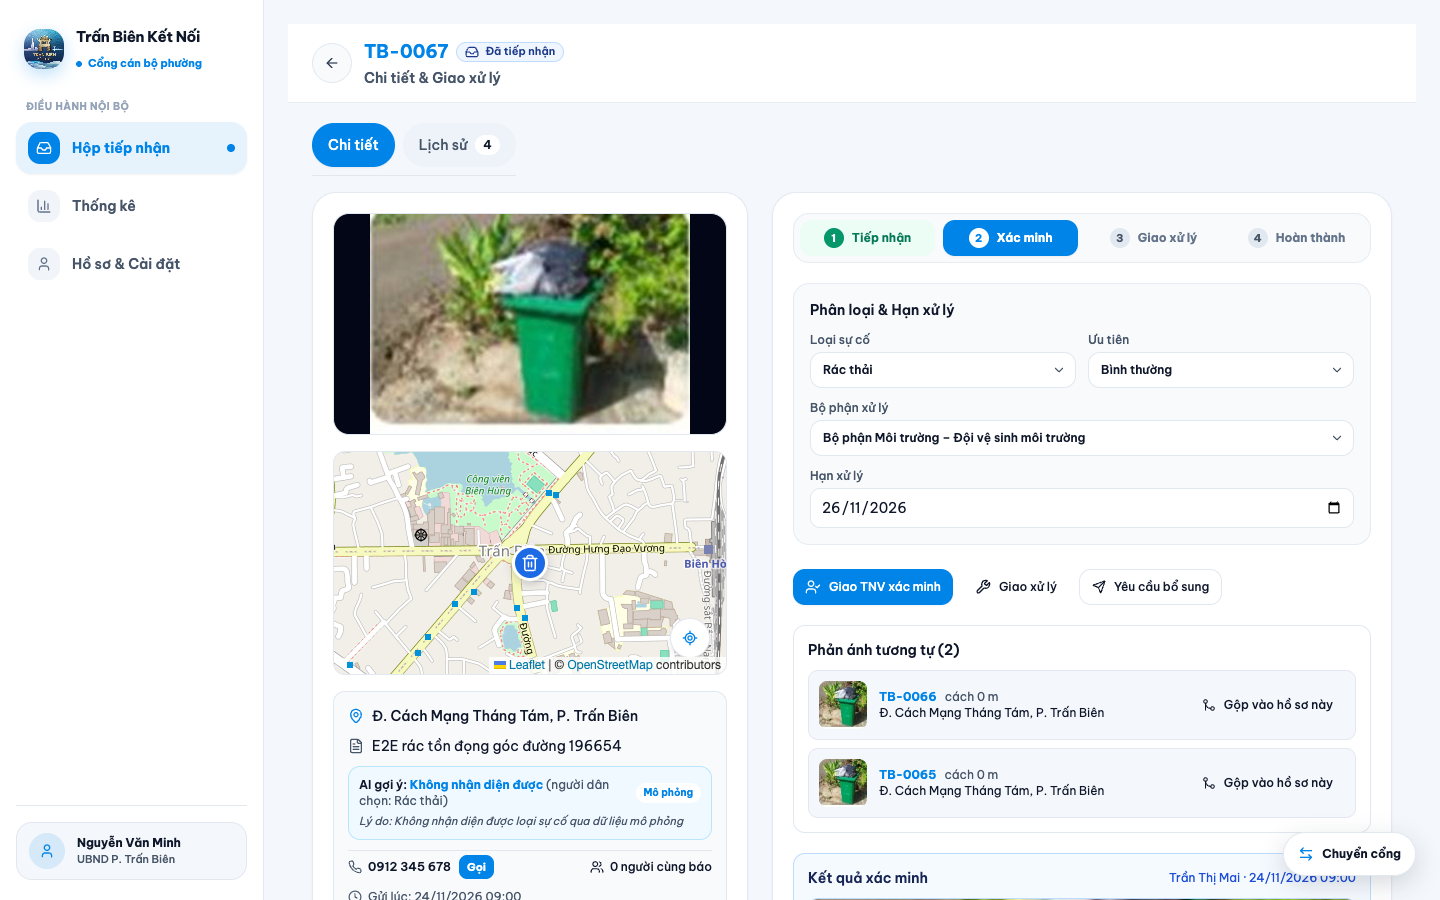 Trấn Biên Kết Nối
Cổng cán bộ phường
ĐIỀU HÀNH NỘI BỘ
Hộp tiếp nhận
Thống kê
Hồ sơ & Cài đặt
Nguyễn Văn Minh
UBND P. Trấn Biên
TB-0067
Đã tiếp nhận
Chi tiết & Giao xử lý
Chi tiết
Lịch sử 4
Công viên
Biên Hùng
Trấn
Đường Hưng Đạo Vương
Biên Hò
Đường sắt
Đường
Leaflet | © OpenStreetMap contributors
Đ. Cách Mạng Tháng Tám, P. Trấn Biên
E2E rác tồn đọng góc đường 196654
AI gợi ý: Không nhận diện được (người dân
chọn: Rác thải)
Mô phỏng
Lý do: Không nhận diện được loại sự cố qua dữ liệu mô phỏng
0912 345 678
Gọi
0 người cùng báo
Gửi lúc: 24/11/2026 09:00
1 Tiếp nhận
2 Xác minh
3 Giao xử lý
4 Hoàn thành
Phân loại & Hạn xử lý
Loại sự cố
Ưu tiên
Rác thải
Bình thường
Bộ phận xử lý
Bộ phận Môi trường – Đội vệ sinh môi trường
Hạn xử lý
26/11/2026
Giao TNV xác minh
Giao xử lý
Yêu cầu bổ sung
Phản ánh tương tự (2)
TB-0066 cách 0 m
Đ. Cách Mạng Tháng Tám, P. Trấn Biên
Gộp vào hồ sơ này
TB-0065 cách 0 m
Đ. Cách Mạng Tháng Tám, P. Trấn Biên
Gộp vào hồ sơ này
Chuyển cổng
Kết quả xác minh
Trần Thị Mai · 24/11/2026 09:00